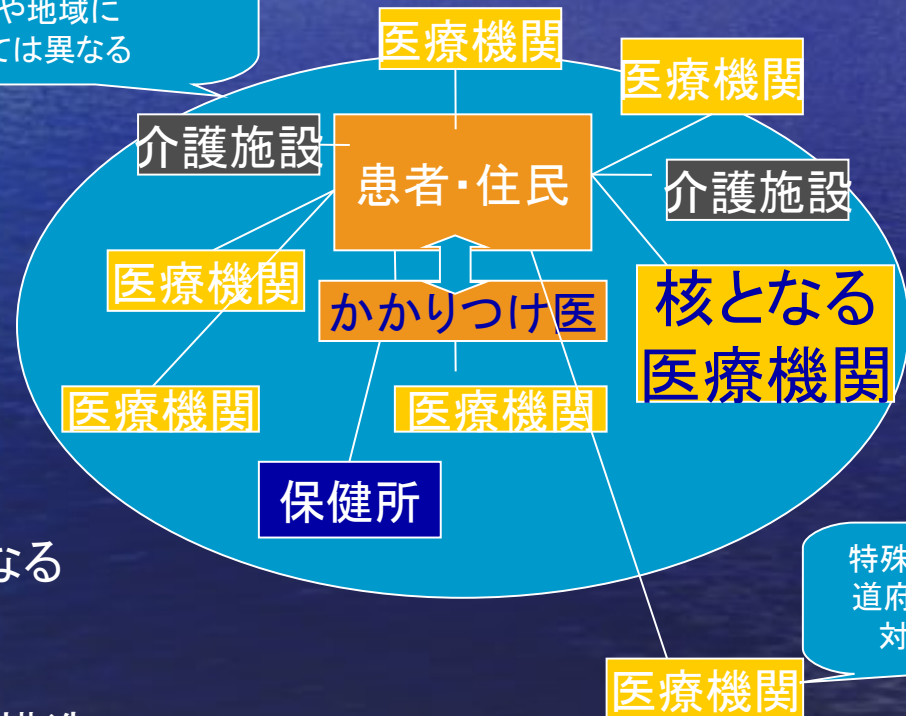 や地域に
ては異なる
医療機関
医療機関
介護施設
患者・住民
介護施設
医療機関
かかりつけ医
核となる
医療機関
医療機関
医療機関
保健所
なる
特殊
道府
対
医療機関